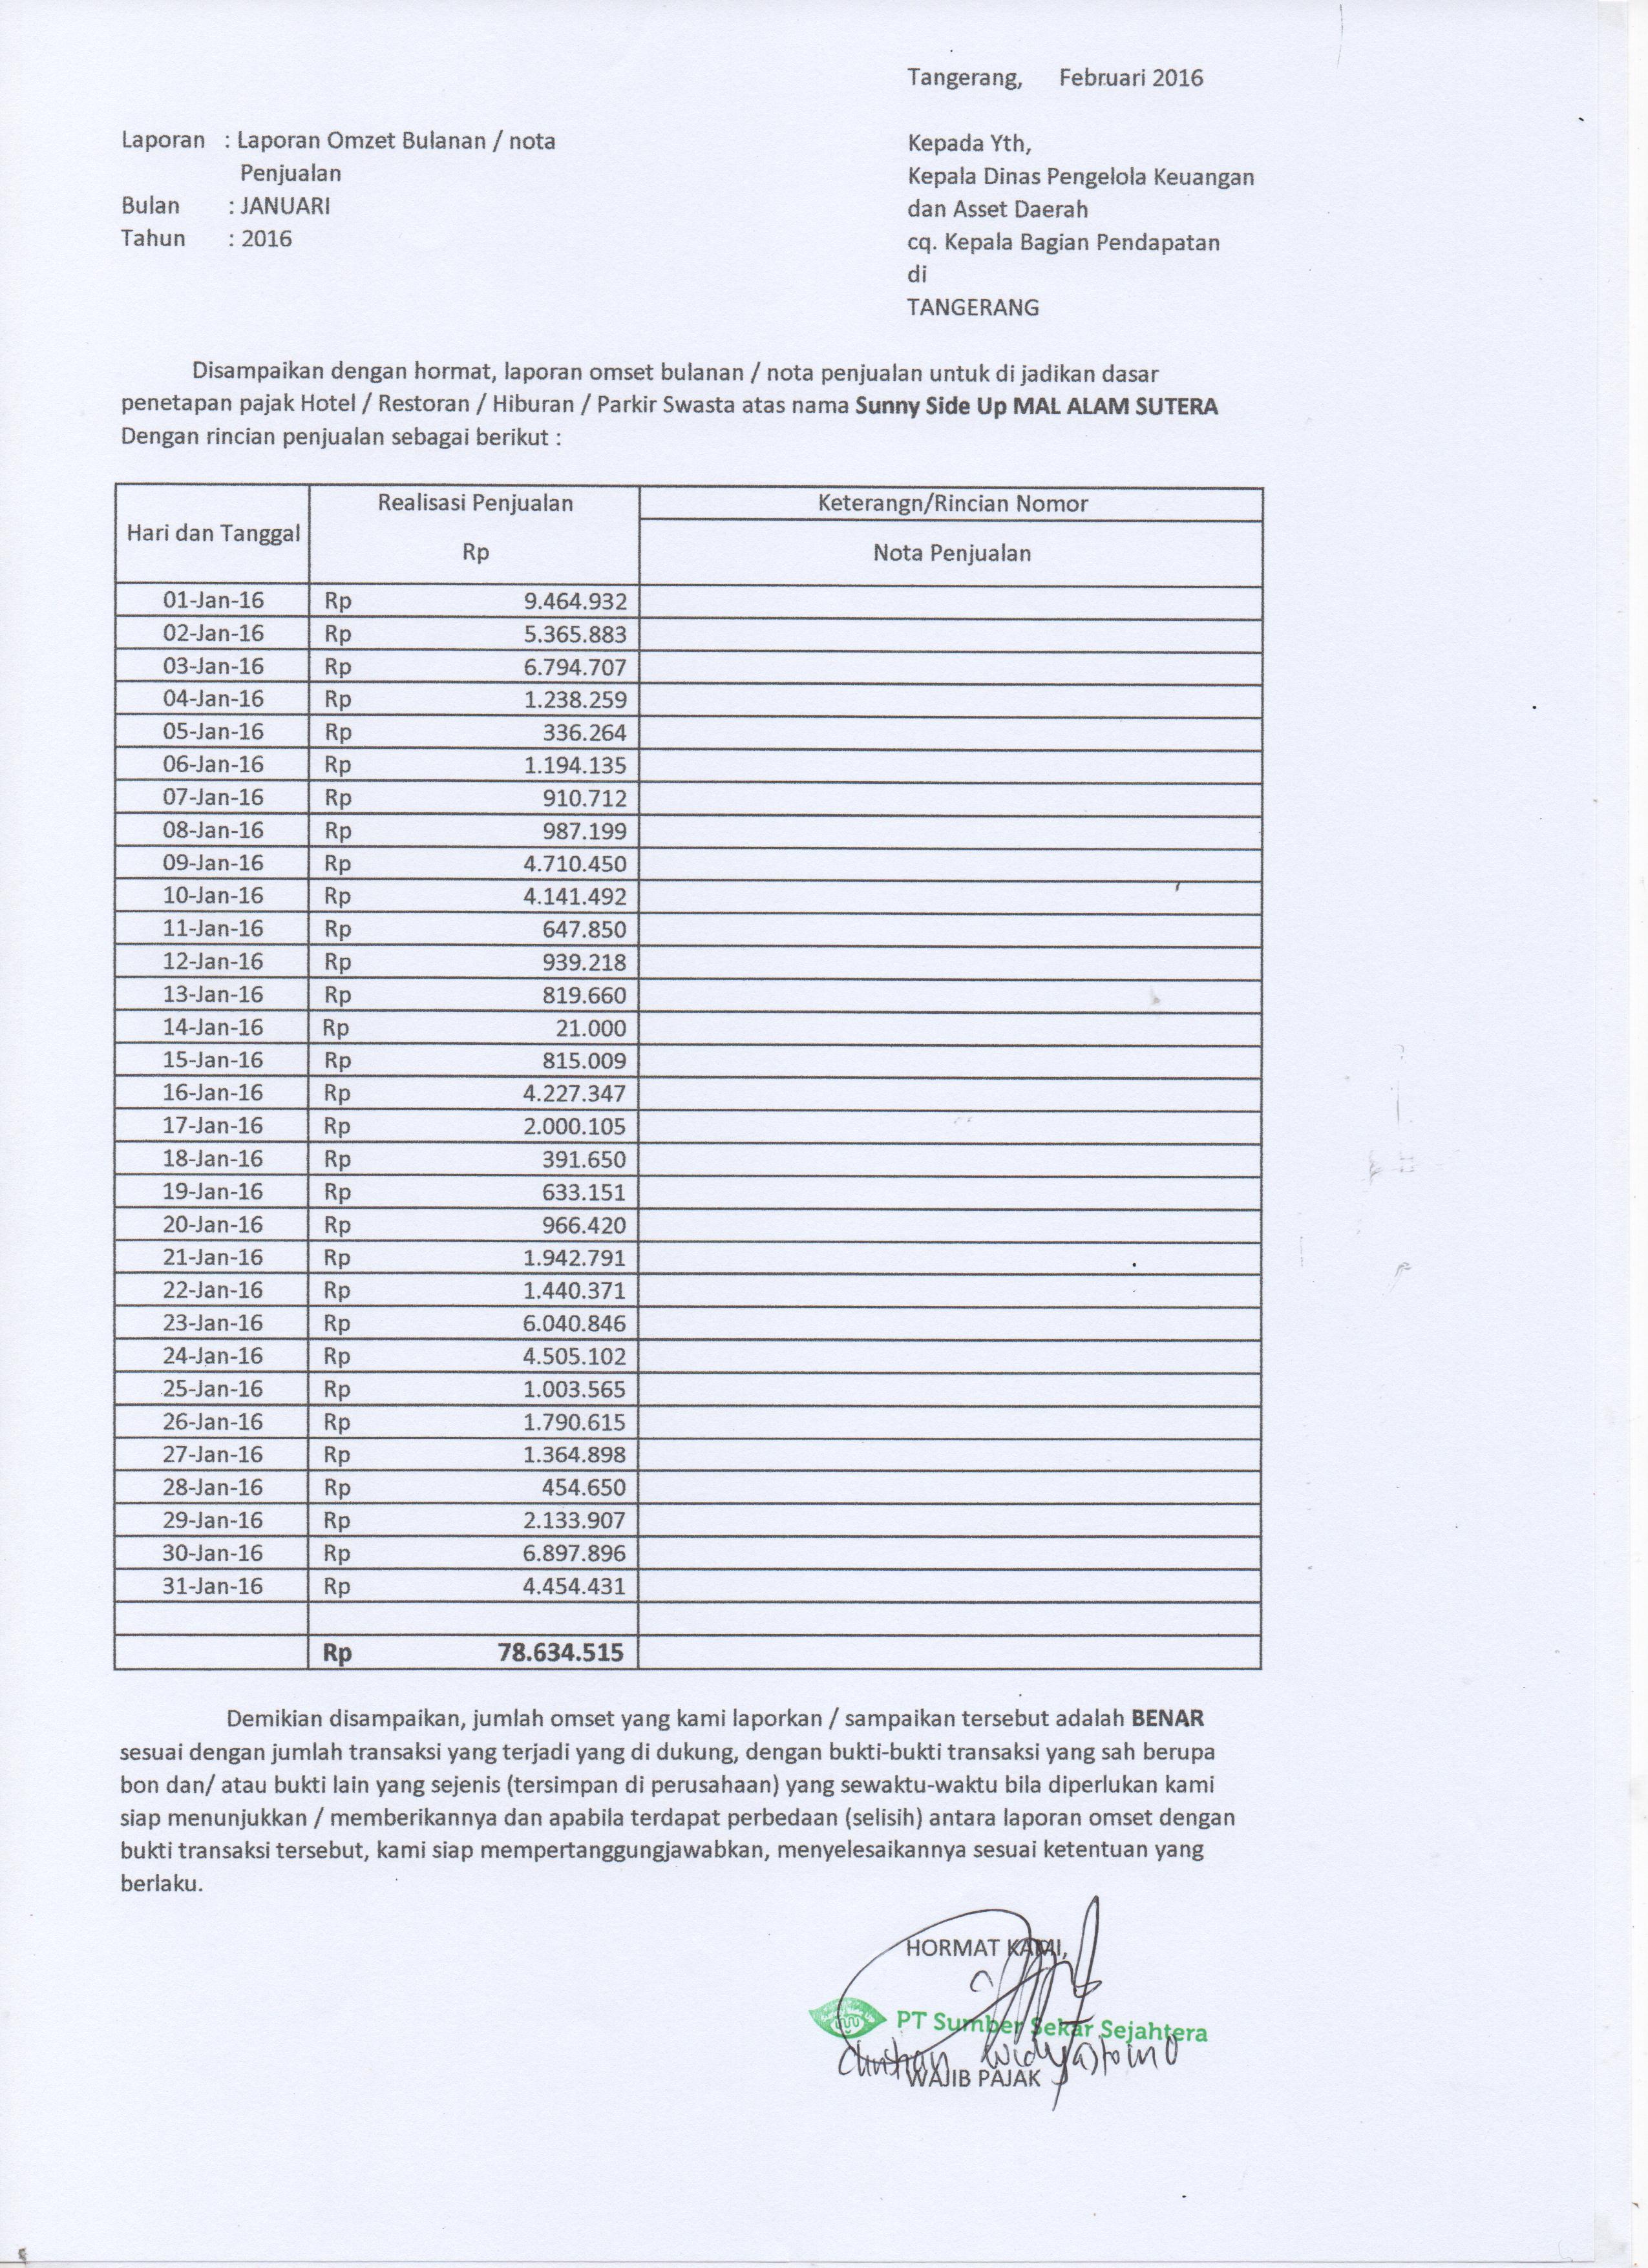 Tangerang, Februari 2016
Laporan : Laporan Omzet Bulanan / nota
Penjualan
Bulan : JANUARI
Tahun : 2016
Kepada Yth,
Kepala Dinas Pengelola Keuangan
dan Asset Daerah
cq. Kepala Bagian Pendapatan
di
TANGERANG
Disampaikan dengan hormat, laporan omset bulanan / nota penjualan untuk di jadikan dasar
penetapan pajak Hotel / Restoran / Hiburan / Parkir Swasta atas nama Sunny Side Up MAL ALAM SUTERA
Dengan rincian penjualan sebagai berikut :
Hari dan Tanggal
Realisasi Penjualan
Rp
Keterangn/Rincian Nomor
Nota Penjualan
01-Jan-16 Rp 9.464.932
02-Jan-16 Rp 5.365.883
03-Jan-16 Rp 6.794.707
04-Jan-16 Rp 1.238.259
05-Jan-16 Rp 336.264
06-Jan-16 Rp 1.194.135
07-Jan-16 Rp 910.712
08-Jan-16 Rp 987.199
09-Jan-16 Rp 4.710.450
10-Jan-16 Rp 4.141.492
11-Jan-16 Rp 647.850
12-Jan-16 Rp 939.218
13-Jan-16 Rp 819.660
14-Jan-16 Rp 21.000
15-Jan-16 Rp 815.009
16-Jan-16 Rp 4.227.347
17-Jan-16 Rp 2.000.105
18-Jan-16 Rp 391.650
19-Jan-16 Rp 633.151
20-Jan-16 Rp 966.420
21-Jan-16 Rp 1.942.791
22-Jan-16 Rp 1.440.371
23-Jan-16 Rp 6.040.846
24-Jan-16 Rp 4.505.102
25-Jan-16 Rp 1.003.565
26-Jan-16 Rp 1.790.615
27-Jan-16 Rp 1.364.898
28-Jan-16 Rp 454.650
29-Jan-16 Rp 2.133.907
30-Jan-16 Rp 6.897.896
31-Jan-16 Rp 4.454.431
Rp 78.634.515
Demikian disampaikan, jumlah omset yang kami laporkan / sampaikan tersebut adalah BENAR
sesuai dengan jumlah transaksi yang terjadi yang di dukung, dengan bukti-bukti transaksi yang sah berupa
bon dan/ atau bukti lain yang sejenis (tersimpan di perusahaan) yang sewaktu-waktu bila diperlukan kami
siap menunjukkan / memberikannya dan apabila terdapat perbedaan (selisih) antara laporan omset dengan
bukti transaksi tersebut, kami siap mempertanggungjawabkan, menyelesaikannya sesuai ketentuan yang
berlaku.
HORMAT KAMI,
PT Sumber Sekar Sejahtera
WAJIB PAJAK